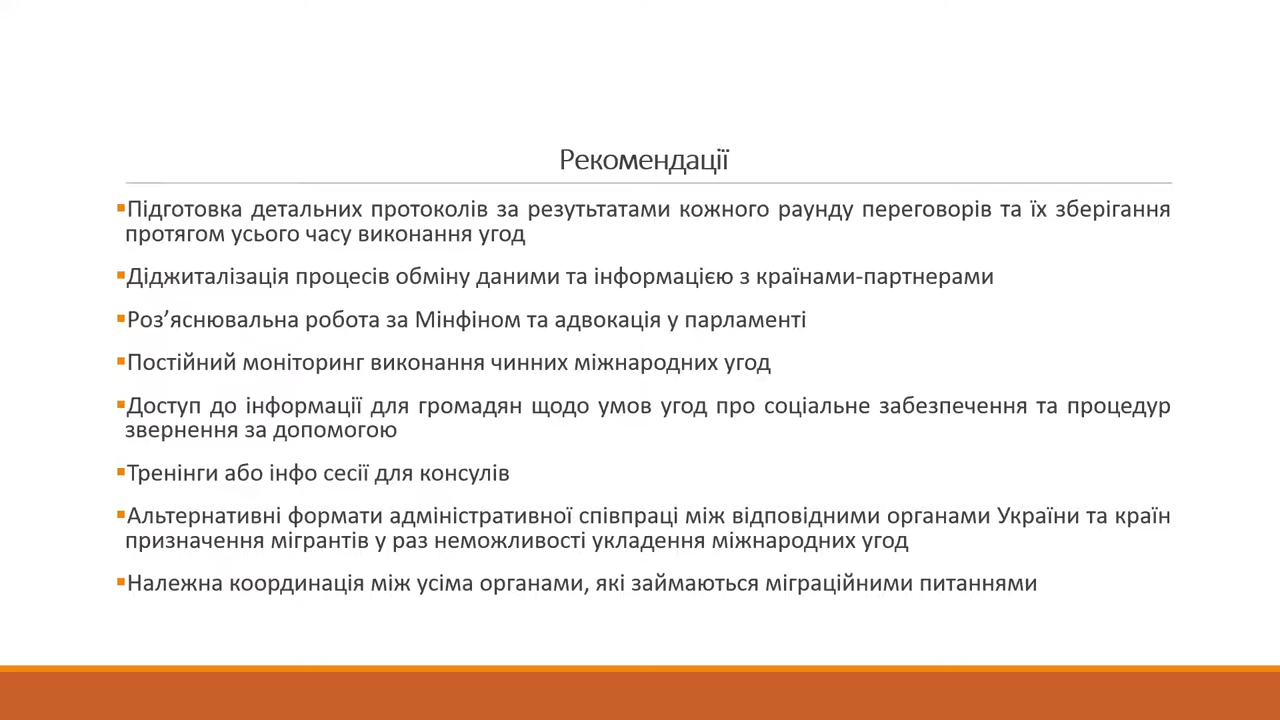 Рекомендації
▪Підготовка детальних протоколів за резутьтатами кожного раунду переговорів та їх зберігання
протягом усього часу виконання угод
▪Діджиталізація процесів обміну даними та інформацією з країнами-партнерами
▪Роз’яснювальна робота за Мінфіном та адвокація у парламенті
▪Постійний моніторинг виконання чинних міжнародних угод
▪Доступ до інформації для громадян щодо умов угод про соціальне забезпечення та процедур
звернення за допомогою
▪Тренінги або інфо сесії для консулів
▪Альтернативні формати адміністративної співпраці між відповідними органами України та країн
призначення мігрантів у раз неможливості укладення міжнародних угод
▪Належна координація між усіма органами, які займаються міграційними питаннями